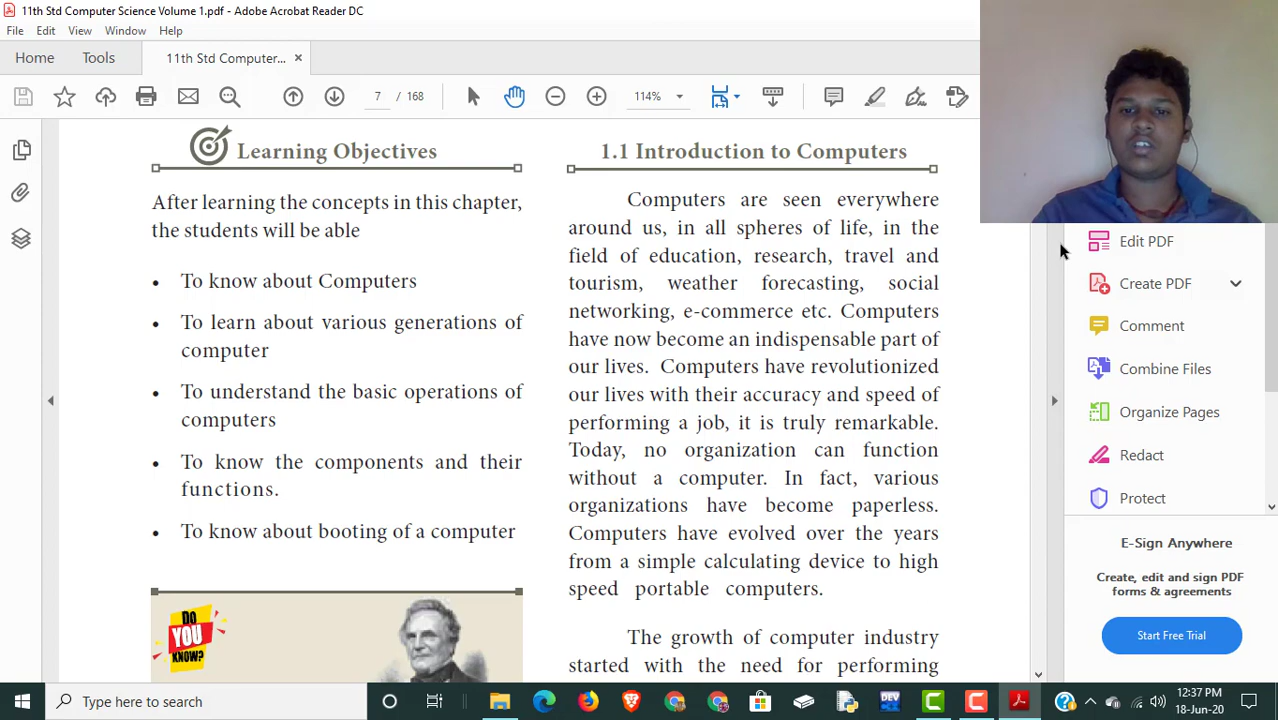 11th Std Computer Science Volume 1.pdf - Adobe Acrobat Reader DC
File Edit View Window Help
Home Tools 11th Std Computer... ×
7 / 168 114%
Learning Objectives
After learning the concepts in this chapter,
the students will be able
• To know about Computers
• To learn about various generations of
computer
• To understand the basic operations of
computers
• To know the components and their
functions.
• To know about booting of a computer
DO
YOU
KNOW?
1.1 Introduction to Computers
Computers are seen everywhere
around us, in all spheres of life, in the
field of education, research, travel and
tourism, weather forecasting, social
networking, e-commerce etc. Computers
have now become an indispensable part of
our lives. Computers have revolutionized
our lives with their accuracy and speed of
performing a job, it is truly remarkable.
Today, no organization can function
without a computer. In fact, various
organizations have become paperless.
Computers have evolved over the years
from a simple calculating device to high
speed portable computers.
The growth of computer industry
started with the need for performing
Edit PDF
Create PDF
Comment
Combine Files
Organize Pages
Redact
Protect
E-Sign Anywhere
Create, edit and sign PDF
forms & agreements
Start Free Trial
Type here to search
DEV
12:37 PM
18-Jun-20